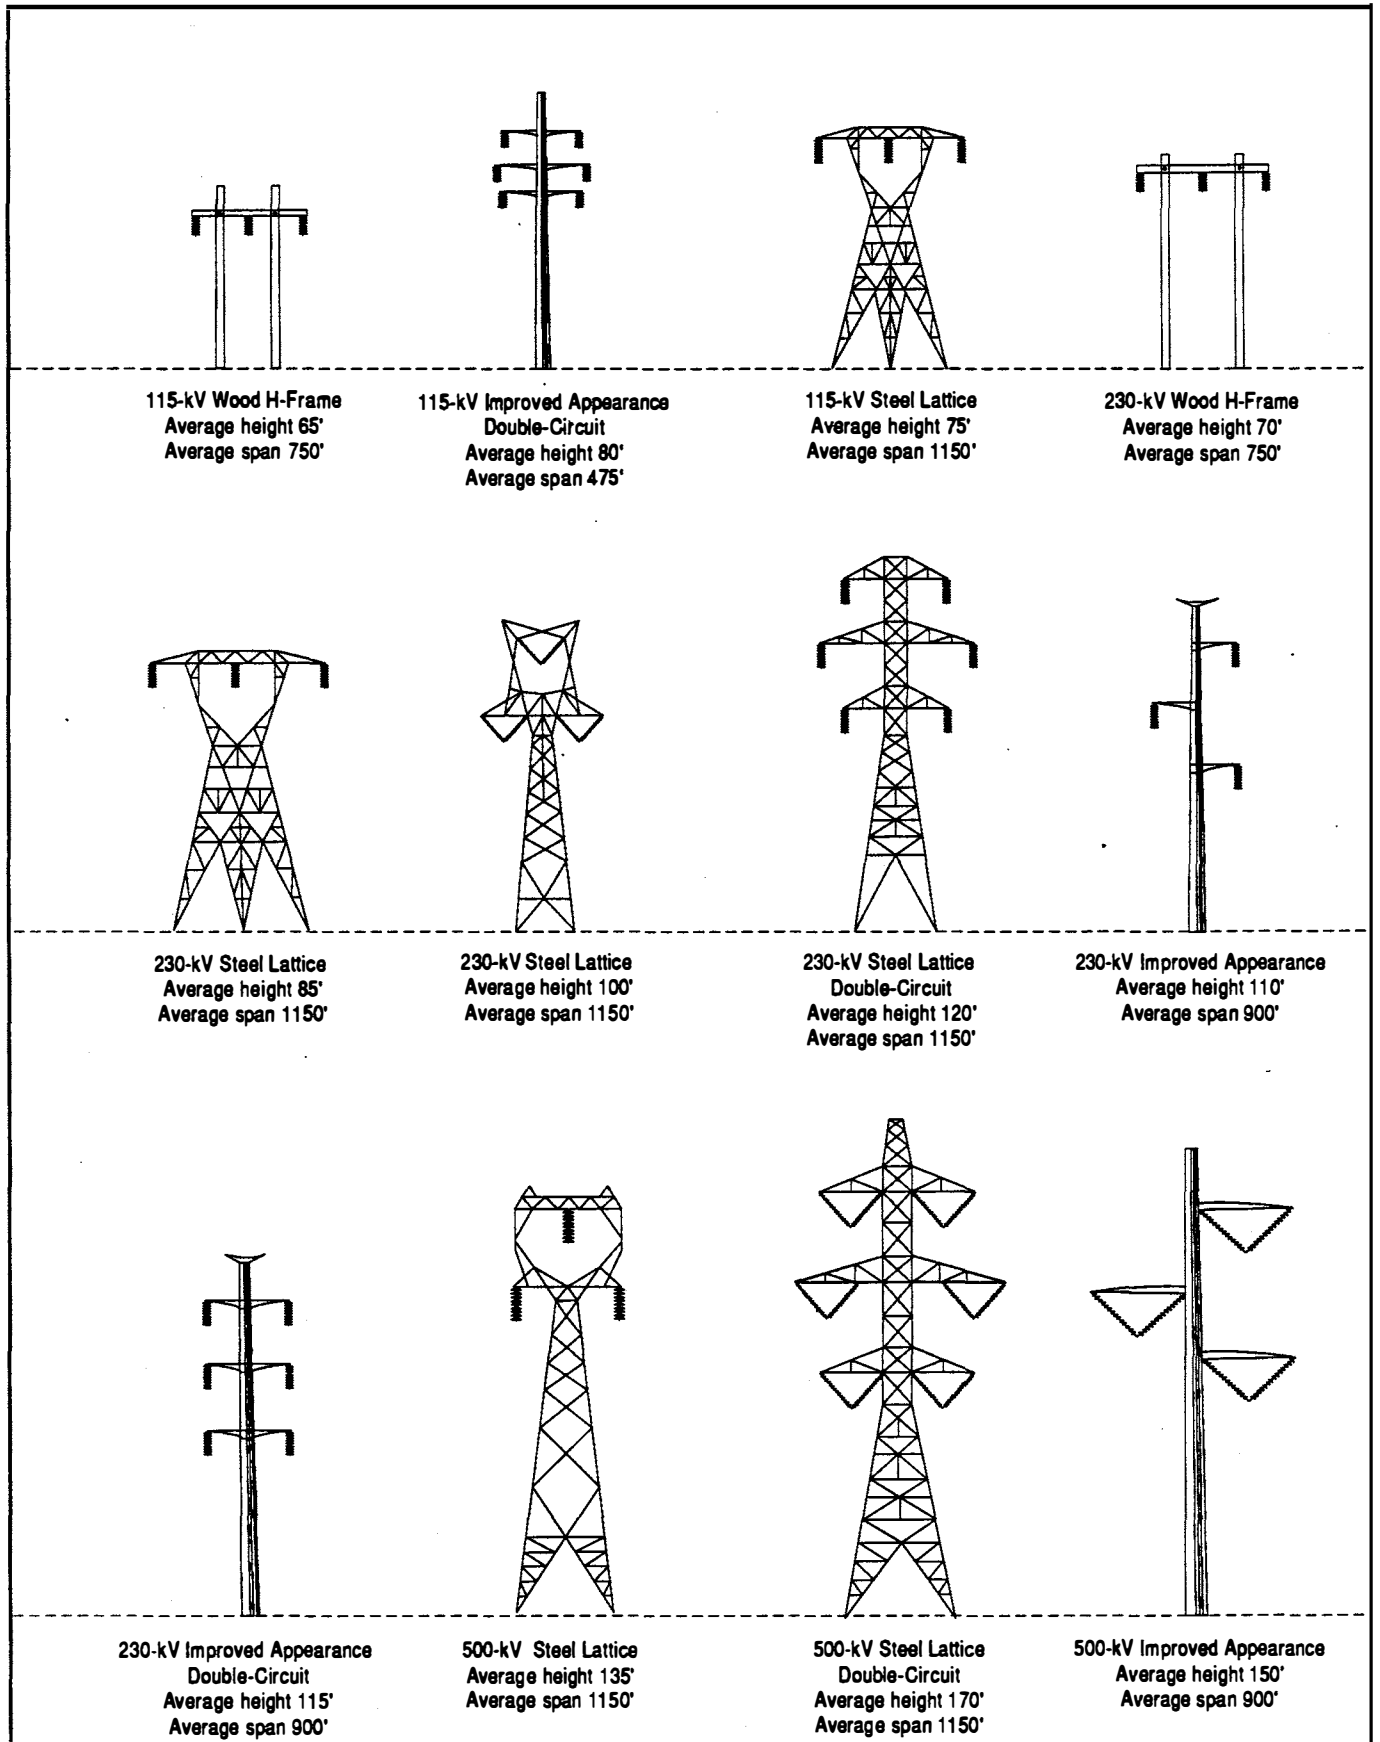 115-kV Wood H-Frame
Average height 65'
Average span 750'
115-kV Improved Appearance
Double-Circuit
Average height 80'
Average span 475'
115-kV Steel Lattice
Average height 75'
Average span 1150'
230-kV Wood H-Frame
Average height 70'
Average span 750'
230-kV Steel Lattice
Average height 85'
Average span 1150'
230-kV Steel Lattice
Average height 100'
Average span 1150'
230-kV Steel Lattice
Double-Circuit
Average height 120'
Average span 1150'
230-kV Improved Appearance
Average height 110'
Average span 900'
230-kV Improved Appearance
Double-Circuit
Average height 115'
Average span 900'
500-kV Steel Lattice
Average height 135'
Average span 1150'
500-kV Steel Lattice
Double-Circuit
Average height 170'
Average span 1150'
500-kV Improved Appearance
Average height 150'
Average span 900'